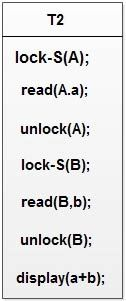 T2
lock-S(A);
read(A.a);
unlock(A);
lock-S(B);
read(B,b);
unlock(B);
display(a+b);